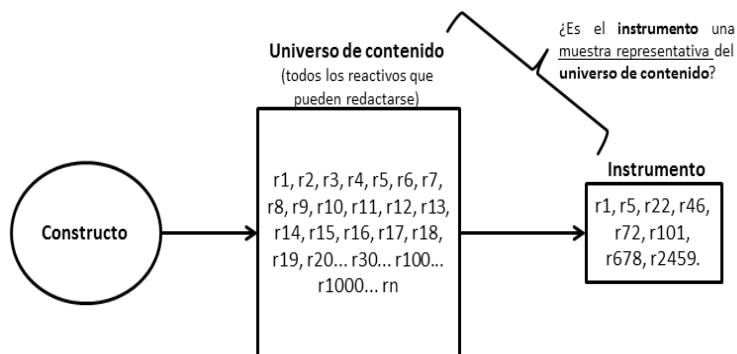 Constructo
Universo de contenido
(todos los reactivos que
pueden redactarse)
r1, r2, r3, r4, r5, r6, r7,
r8, r9, r10, r11, r12, r13,
r14, r15, r16, r17, r18,
r19, r20... r30... r100...
r1000... rn
¿Es el instrumento una
muestra representativa del
universo de contenido?
Instrumento
r1, r5, r22, r46,
r72, r101,
r678, r2459.